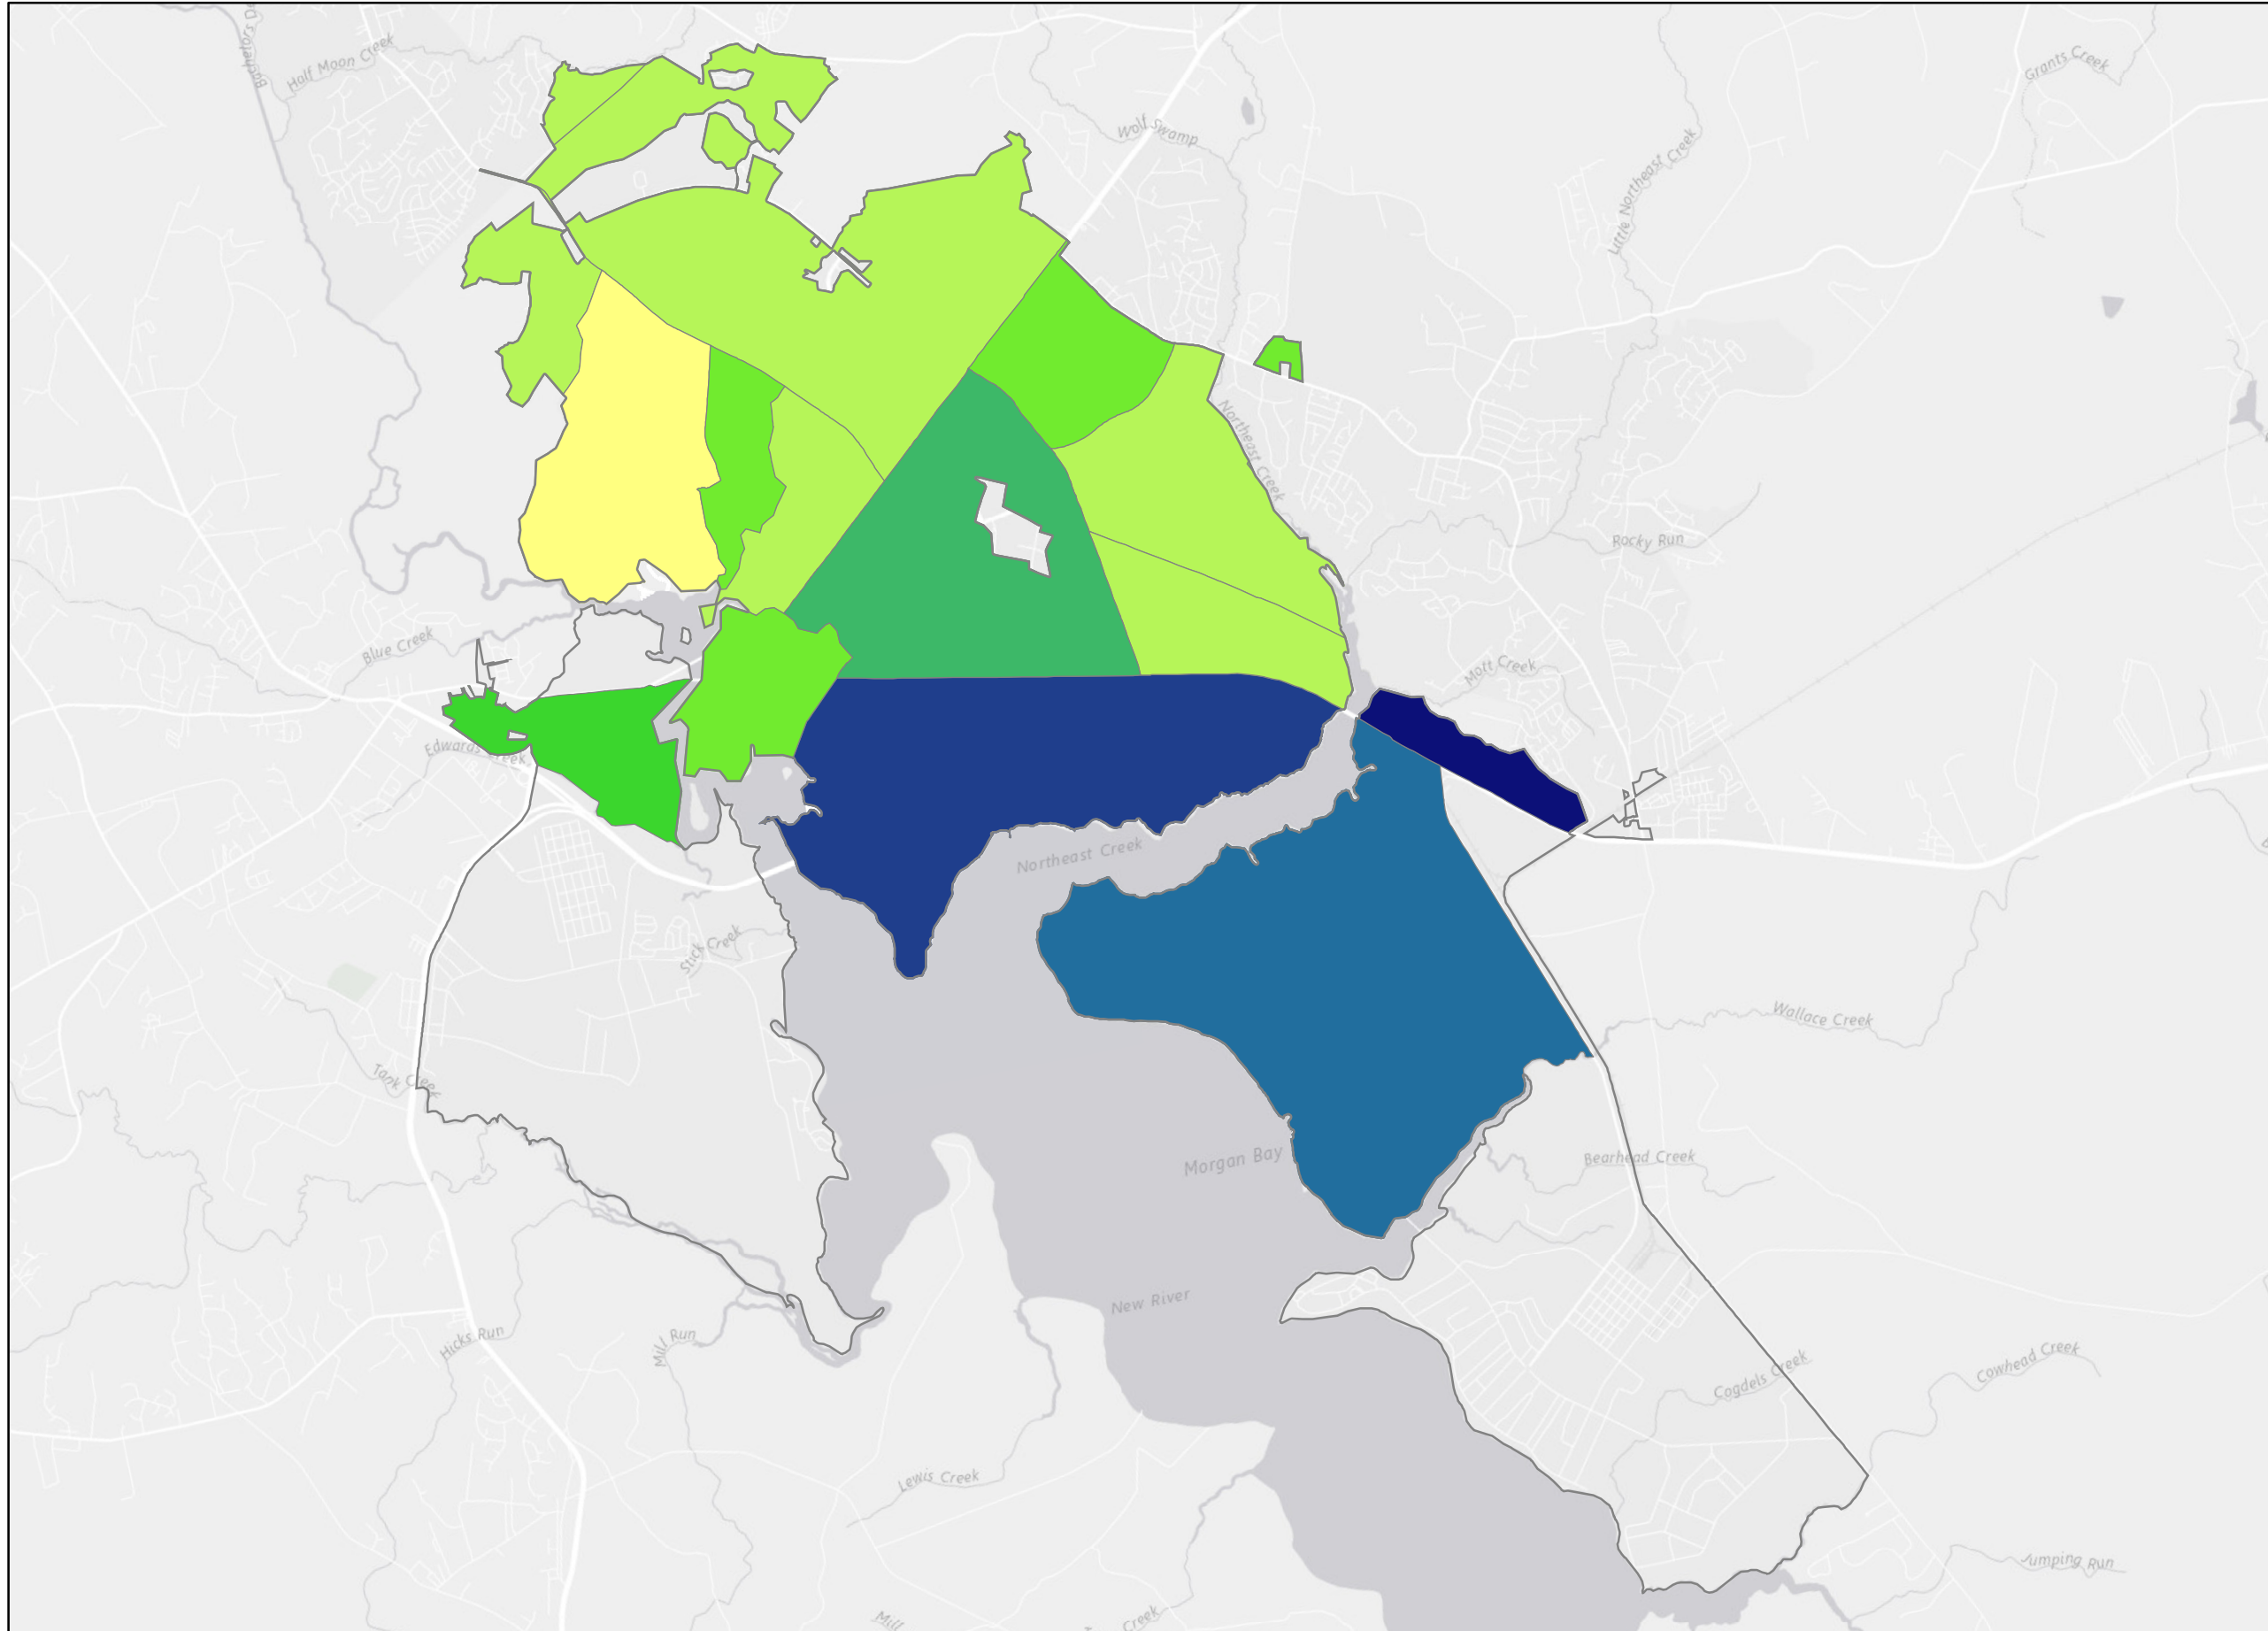 Half Moon Creek
Grants Creek
Wolf Swamp
Little Northeast Creek
Northeast Creek
Rocky Run
Blue Creek
Mott Creek
Edwards Creek
Northeast Creek
Stick Creek
Wallace Creek
Tank Creek
Morgan Bay
Bearhead Creek
New River
Hicks Run
Mill Run
Cowhead Creek
Cogdels Creek
Lewis Creek
Jumping Run
Mill
Creek